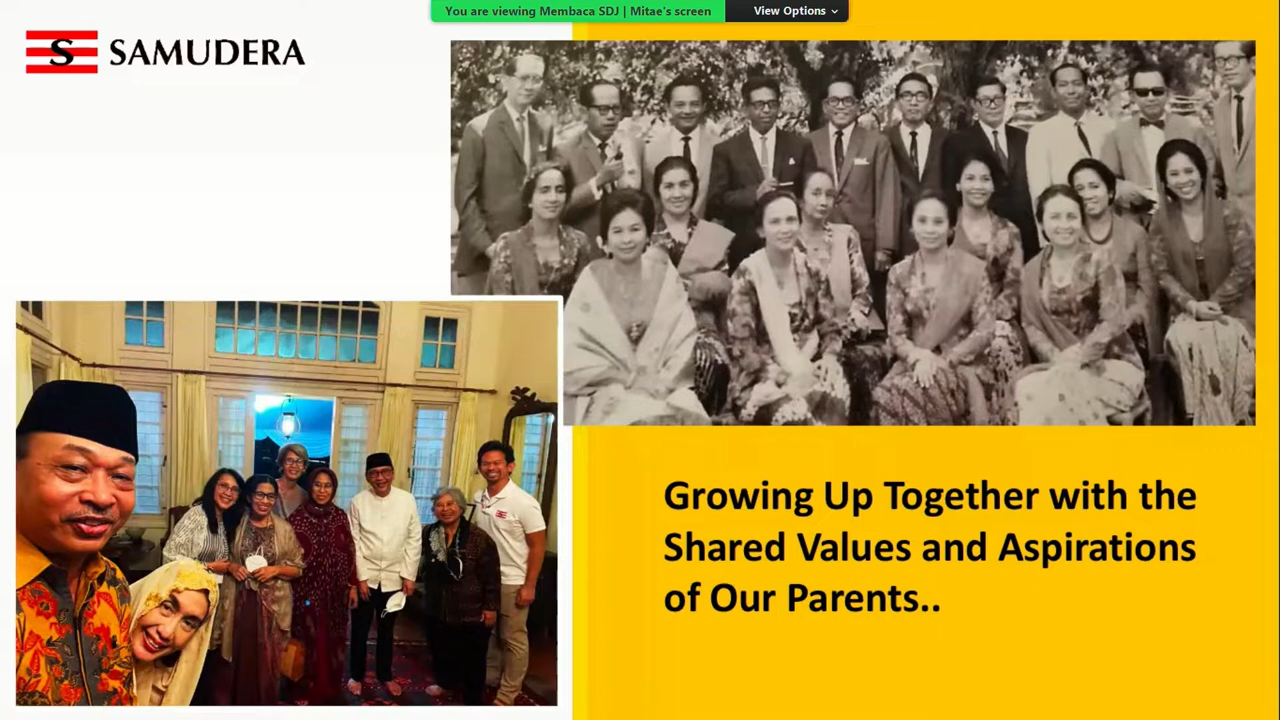 You are viewing Membaca SDJ | Mitae's screen
View Options
S SAMUDERA
Growing Up Together with the
Shared Values and Aspirations
of Our Parents..